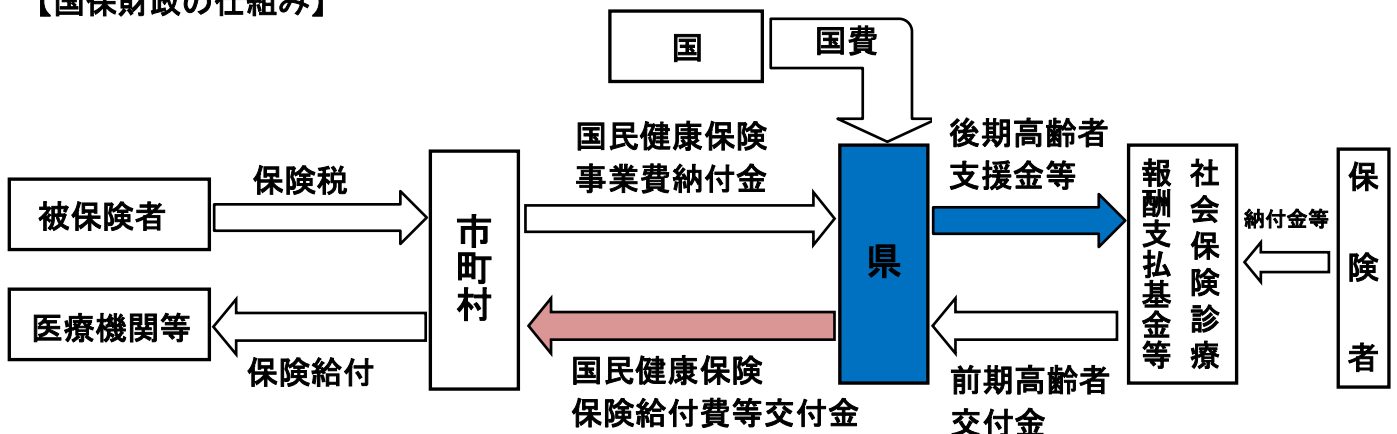 【国保財政の仕組み】
国
国費
国民健康保険
事業費納付金
後期高齢者
支援金等
保険税
被保険者
市町村
県
社会保険診療
報酬支払基金等
納付金等
保険者
医療機関等
保険給付
国民健康保険
保険給付費等交付金
前期高齢者
交付金